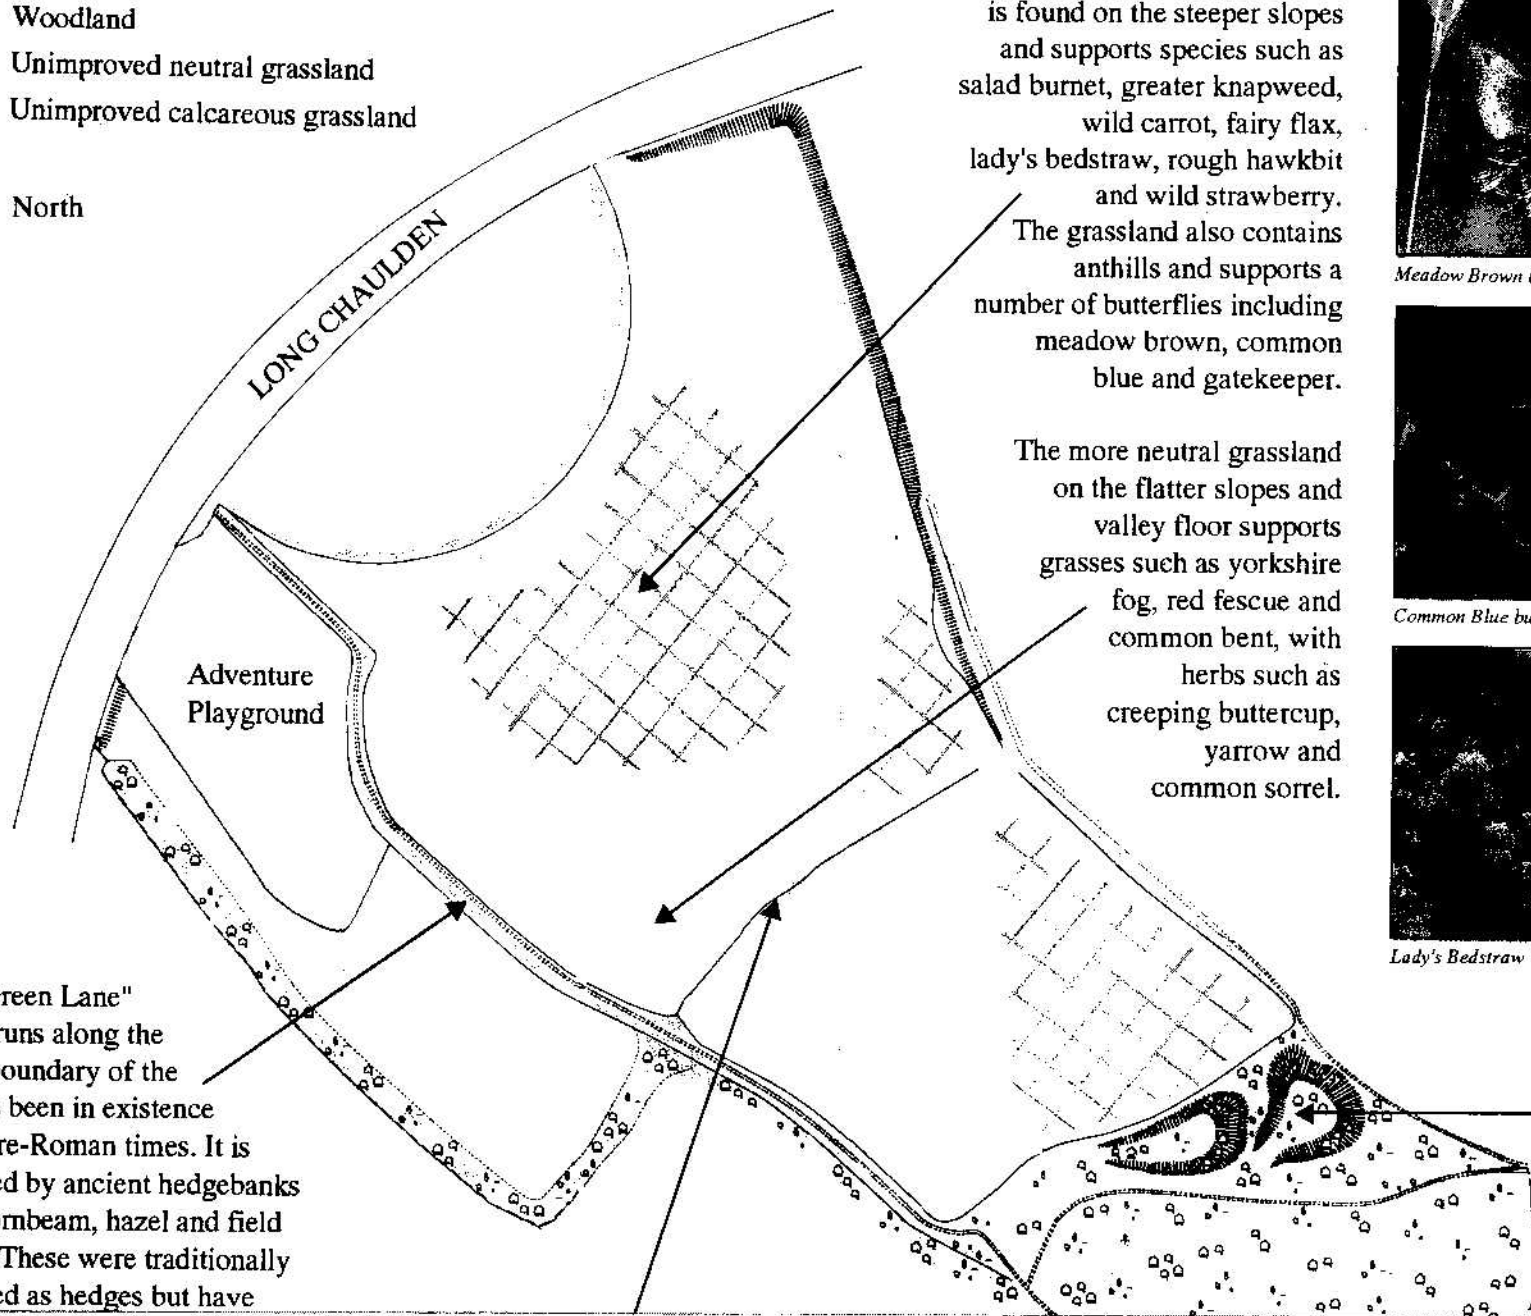 Woodland
Unimproved neutral grassland
Unimproved calcareous grassland
North
LONG CHAULDEN
is found on the steeper slopes
and supports species such as
salad burnet, greater knapweed,
wild carrot, fairy flax,
lady's bedstraw, rough hawkbit
and wild strawberry.
The grassland also contains
anthills and supports a
number of butterflies including
meadow brown, common
blue and gatekeeper.
The more neutral grassland
on the flatter slopes and
valley floor supports
grasses such as yorkshire
fog, red fescue and
common bent, with
herbs such as
creeping buttercup,
yarrow and
common sorrel.
Meadow Brown
Common Blue bu
Lady's Bedstraw
Adventure
Playground
reen Lane"
runs along the
oundary of the
been in existence
re-Roman times. It is
ed by ancient hedgebanks
rnbeam, hazel and field
These were traditionally
ed as hedges but have